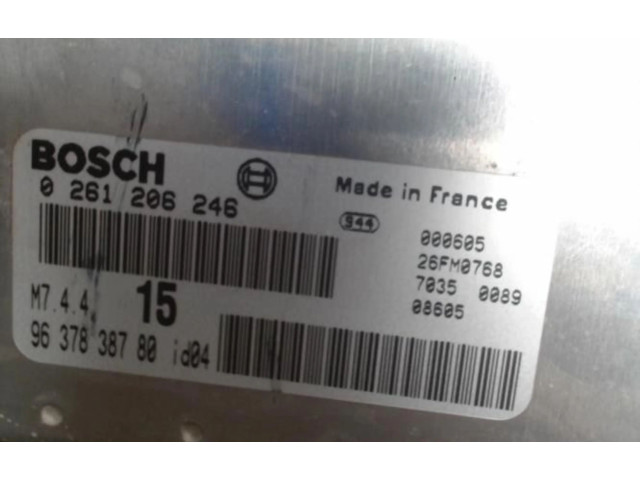 BOSCH
0 261 206 246
Made in France
S44
000605
26FM0768
7035 0089
08605
M7.4.4. 15
96 378 387 80 id04